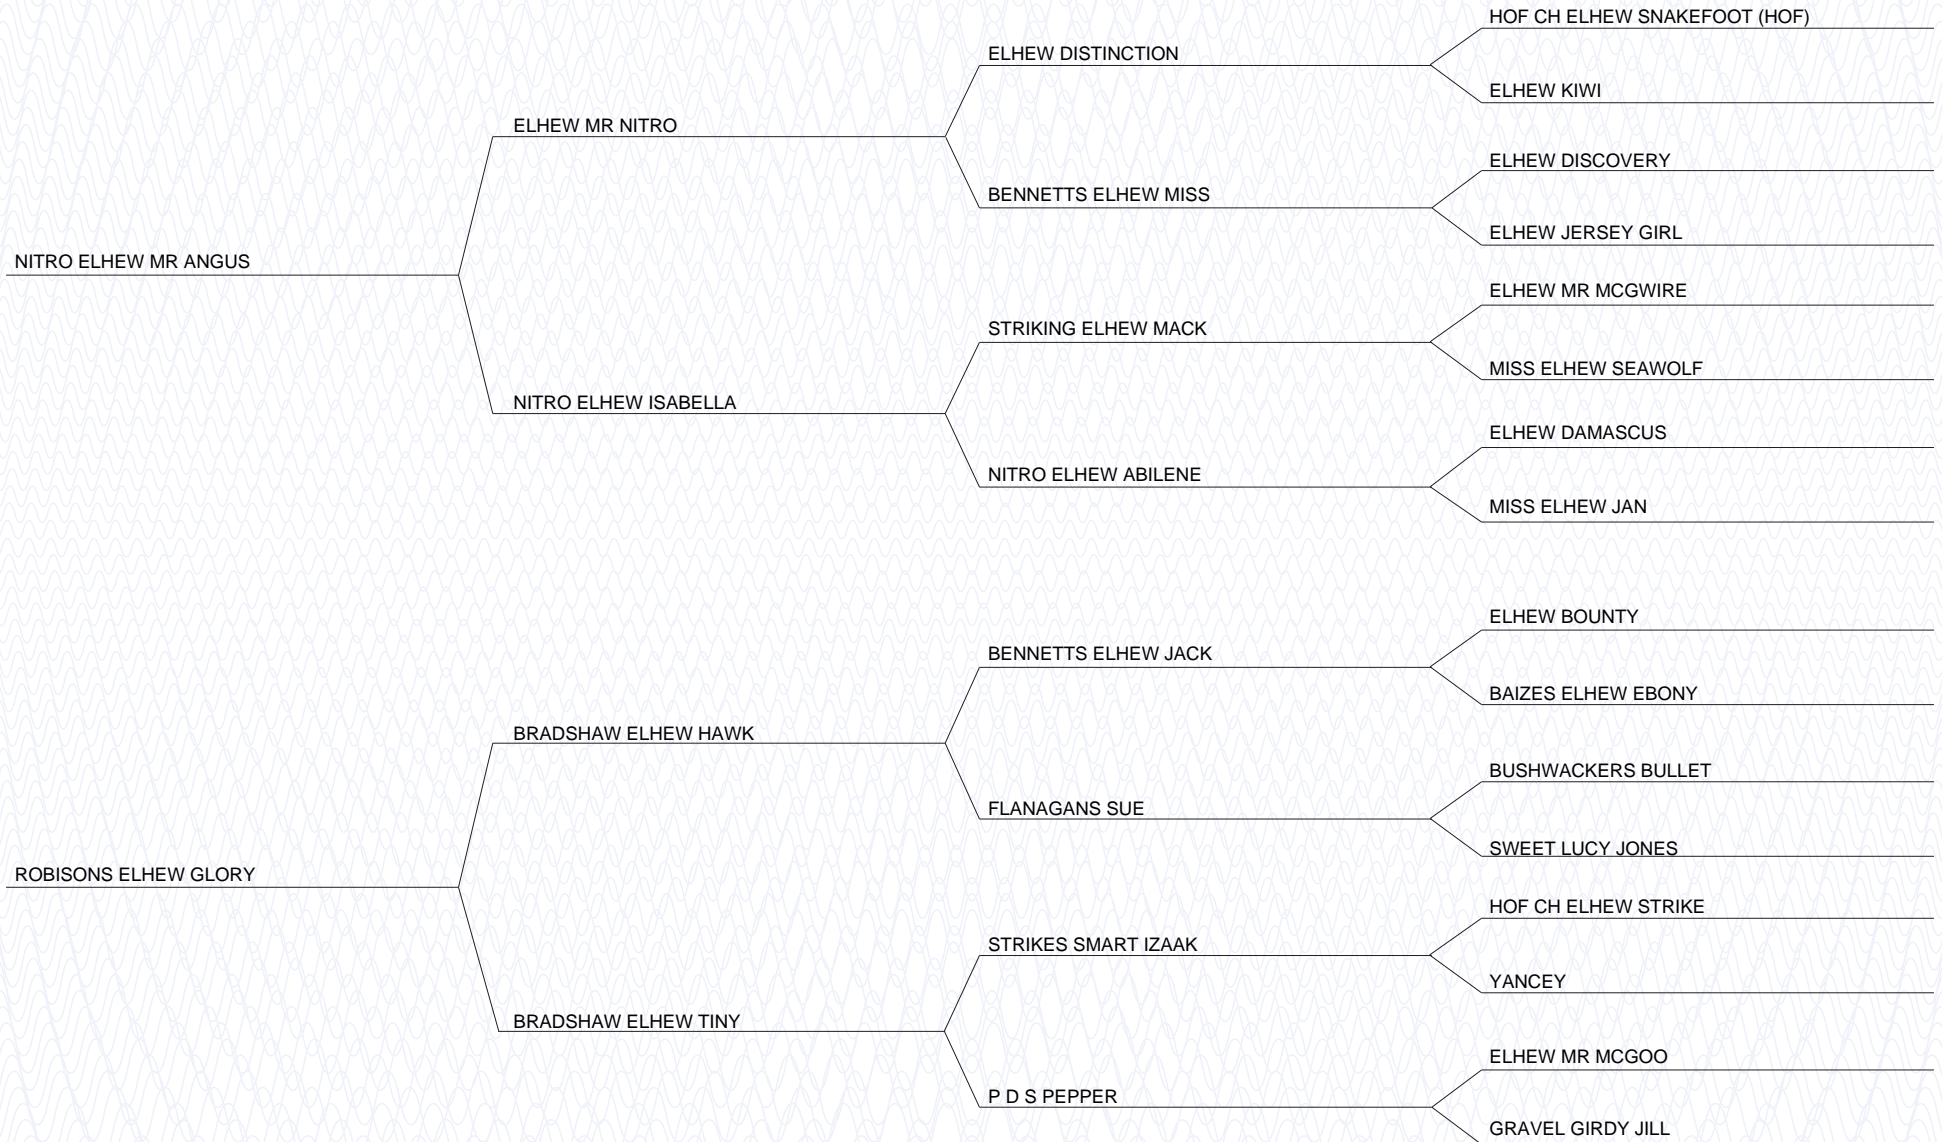 HOF CH ELHEW SNAKEFOOT (HOF)
ELHEW DISTINCTION
ELHEW KIWI
ELHEW MR NITRO
ELHEW DISCOVERY
BENNETTS ELHEW MISS
ELHEW JERSEY GIRL
NITRO ELHEW MR ANGUS
ELHEW MR MCGWIRE
STRIKING ELHEW MACK
MISS ELHEW SEAWOLF
NITRO ELHEW ISABELLA
ELHEW DAMASCUS
NITRO ELHEW ABILENE
MISS ELHEW JAN
ELHEW BOUNTY
BENNETTS ELHEW JACK
BAIZES ELHEW EBONY
BRADSHAW ELHEW HAWK
BUSHWACKERS BULLET
FLANAGANS SUE
SWEET LUCY JONES
ROBISONS ELHEW GLORY
HOF CH ELHEW STRIKE
STRIKES SMART IZAAK
YANCEY
BRADSHAW ELHEW TINY
ELHEW MR MCGOO
P D S PEPPER
GRAVEL GIRDY JILL